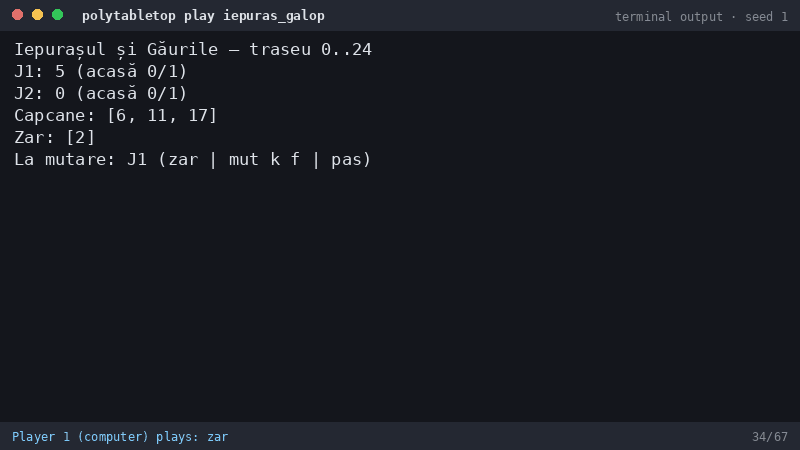 polytabletop play iepuras_galop
terminal output · seed 1
Iepurașul și Găurile — traseu 0..24
J1: 5 (acasă 0/1)
J2: 0 (acasă 0/1)
Capcane: [6, 11, 17]
Zar: [2]
La mutare: J1 (zar | mut k f | pas)
Player 1 (computer) plays: zar
34/67